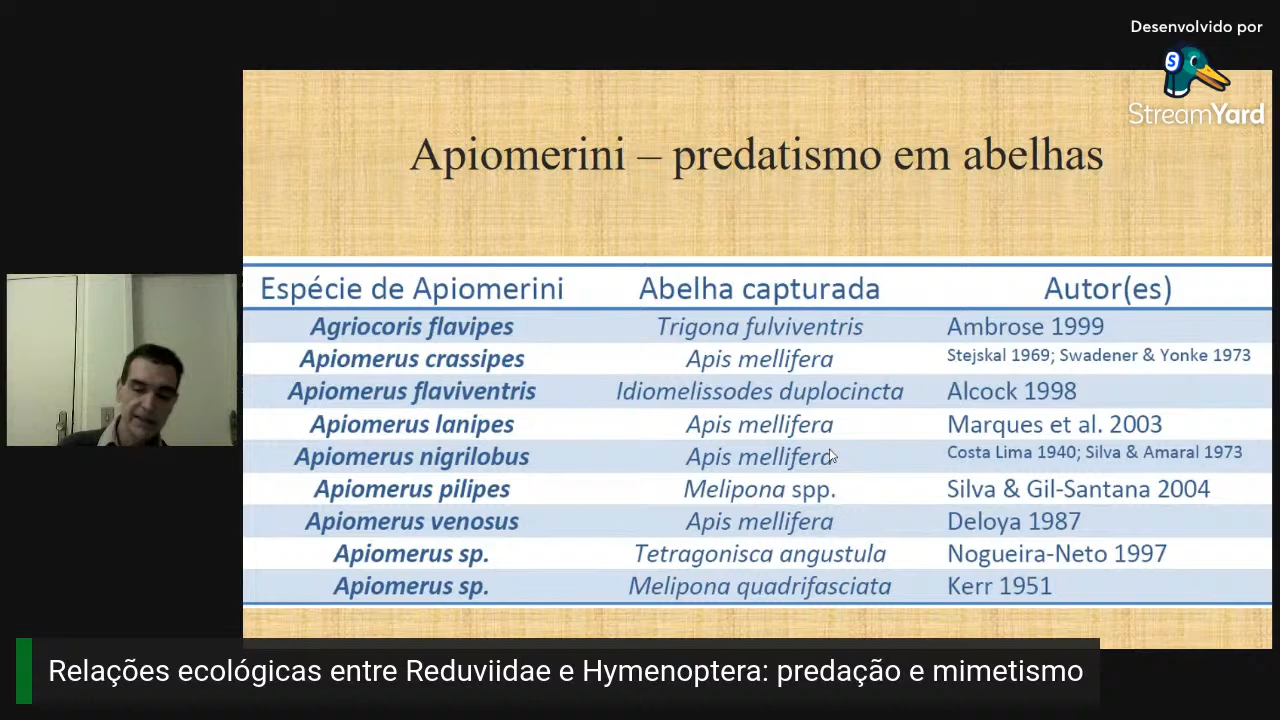 Desenvolvido por
StreamYard
Apiomerini – predatismo em abelhas
Espécie de Apiomerini Abelha capturada Autor(es)
Agriocoris flavipes Trigona fulviventris Ambrose 1999
Apiomerus crassipes Apis mellifera Stejskal 1969; Swadener & Yonke 1973
Apiomerus flaviventris Idiomelissodes duplocincta Alcock 1998
Apiomerus lanipes Apis mellifera Marques et al. 2003
Apiomerus nigrilobus Apis mellifera Costa Lima 1940; Silva & Amaral 1973
Apiomerus pilipes Melipona spp. Silva & Gil-Santana 2004
Apiomerus venosus Apis mellifera Deloya 1987
Apiomerus sp. Tetragonisca angustula Nogueira-Neto 1997
Apiomerus sp. Melipona quadrifasciata Kerr 1951
Relações ecológicas entre Reduviidae e Hymenoptera: predação e mimetismo